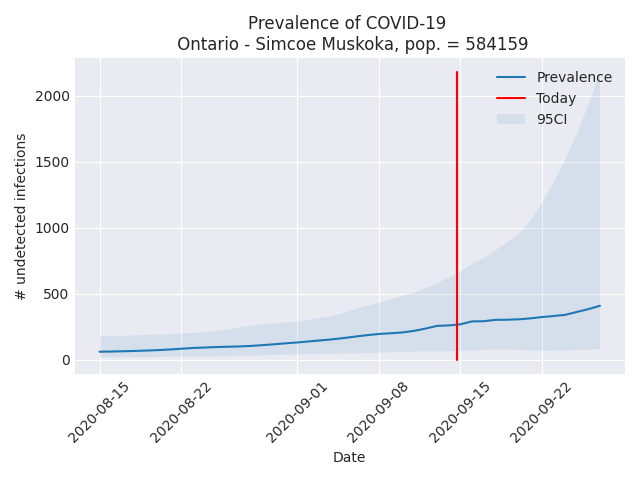 Prevalence of COVID-19
Ontario - Simcoe Muskoka, pop. = 584159
Prevalence
Today
95CI
# undetected infections
2000
1500
1000
500
0
2020-08-15
2020-08-22
2020-09-01
2020-09-08
2020-09-15
2020-09-22
Date